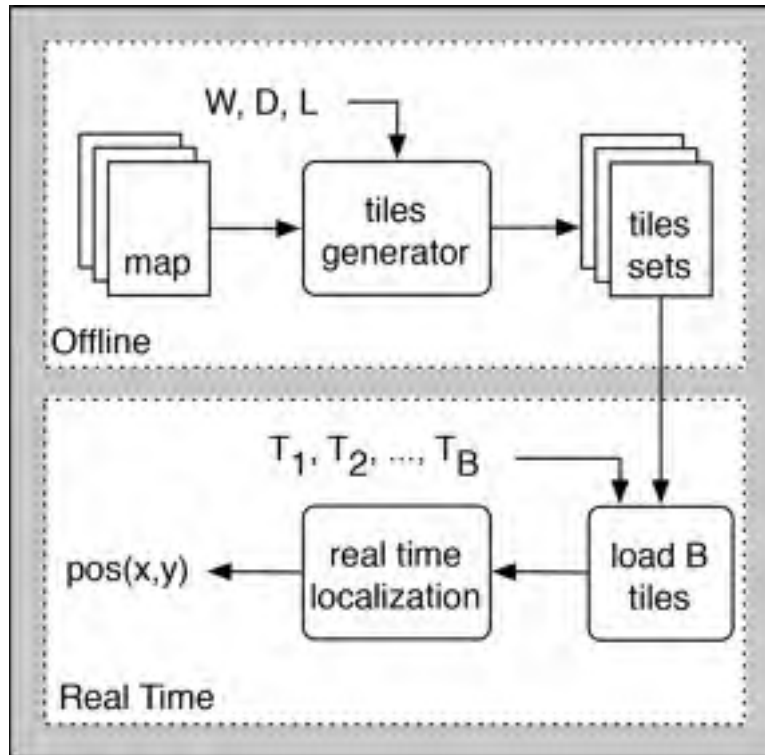 W, D, L
map
tiles
generator
tiles
sets
Offline
T1, T2, ..., TB
pos(x,y)
real time
localization
load B
tiles
Real Time